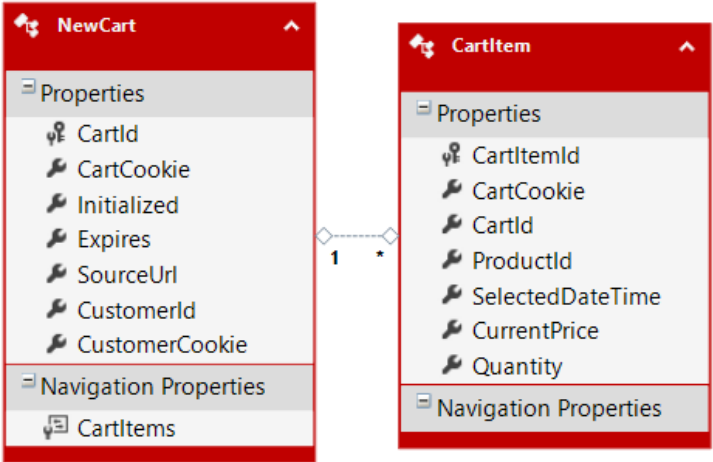 NewCart
Properties
CartId
CartCookie
Initialized
Expires
SourceUrl
CustomerId
CustomerCookie
Navigation Properties
CartItems
1 *
CartItem
Properties
CartItemId
CartCookie
CartId
ProductId
SelectedDateTime
CurrentPrice
Quantity
Navigation Properties